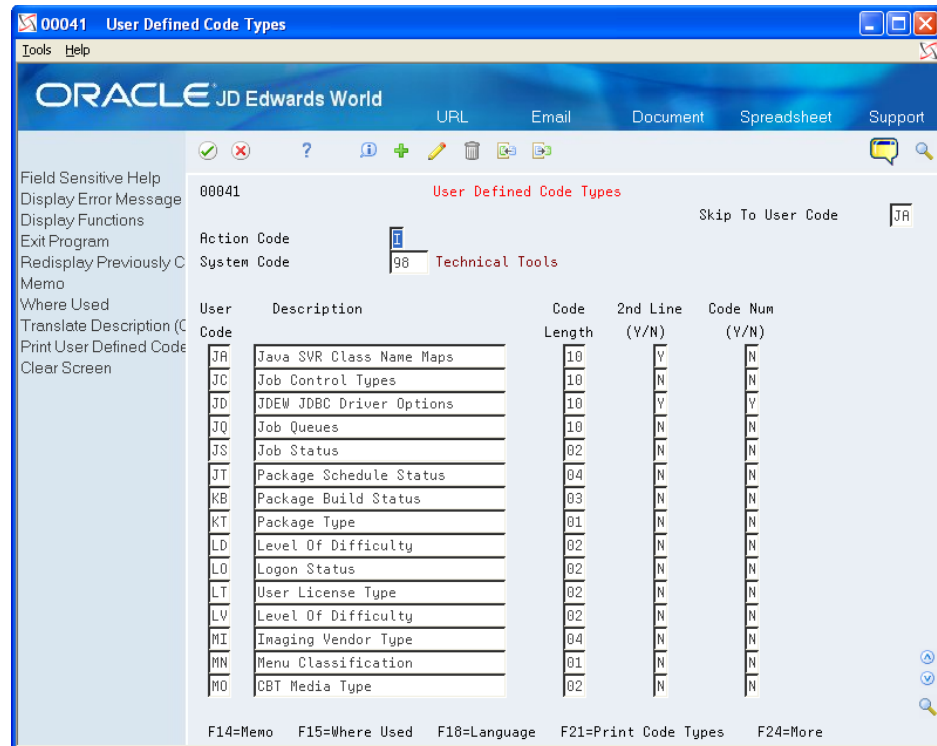 00041 User Defined Code Types
Tools Help
ORACLE JD Edwards World
URL Email Document Spreadsheet Support
Field Sensitive Help
Display Error Message
Display Functions
Exit Program
Redisplay Previously C
Memo
Where Used
Translate Description (C
Print User Defined Code
Clear Screen
00041 User Defined Code Types
Skip To User Code JA
Action Code I
System Code 98 Technical Tools
User Description Code 2nd Line Code Num
Code Length (Y/N) (Y/N)
JA Java SVR Class Name Maps 10 Y N
JC Job Control Types 10 N N
JD JDEW JDBC Driver Options 10 Y Y
JQ Job Queues 10 N N
JS Job Status 02 N N
JT Package Schedule Status 04 N N
KB Package Build Status 03 N N
KT Package Type 01 N N
LD Level Of Difficulty 02 N N
LO Logon Status 02 N N
LT User License Type 02 N N
LV Level Of Difficulty 02 N N
MI Imaging Vendor Type 04 N N
MN Menu Classification 01 N N
MO CBT Media Type 02 N N
F14=Memo F15=Where Used F18=Language F21=Print Code Types F24=More